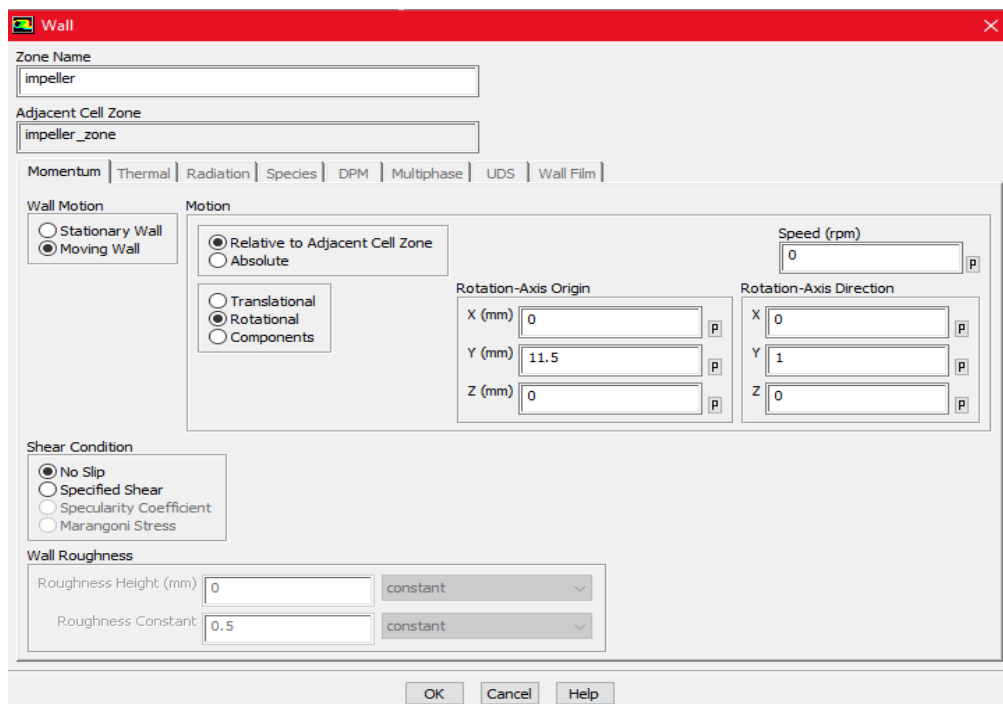 Wall
Zone Name
impeller
Adjacent Cell Zone
impeller_zone
Momentum Thermal Radiation Species DPM Multiphase UDS Wall Film
Wall Motion
Stationary Wall
Moving Wall
Motion
Relative to Adjacent Cell Zone
Absolute
Speed (rpm)
0
P
Translational
Rotational
Components
Rotation-Axis Origin
X (mm) 0 P
Y (mm) 11.5 P
Z (mm) 0 P
Rotation-Axis Direction
X 0 P
Y 1 P
Z 0 P
Shear Condition
No Slip
Specified Shear
Specularity Coefficient
Marangoni Stress
Wall Roughness
Roughness Height (mm) 0 constant
Roughness Constant 0.5 constant
OK Cancel Help